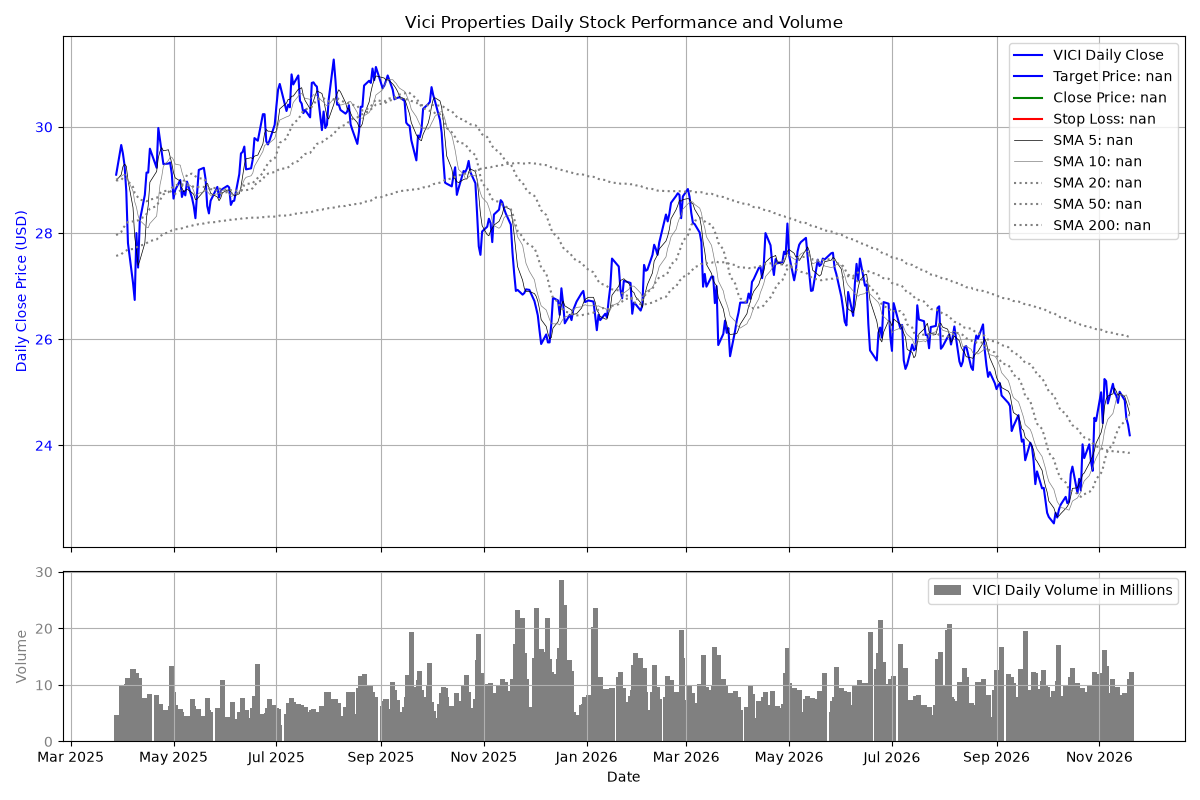 Vici Properties Daily Stock Performance and Volume
Daily Close Price (USD)
30
28
26
24
VICI Daily Close
Target Price: nan
Close Price: nan
Stop Loss: nan
SMA 5: nan
SMA 10: nan
SMA 20: nan
SMA 50: nan
SMA 200: nan
Volume
30
20
10
0
VICI Daily Volume in Millions
Mar 2025
May 2025
Jul 2025
Sep 2025
Nov 2025
Jan 2026
Mar 2026
May 2026
Jul 2026
Sep 2026
Nov 2026
Date